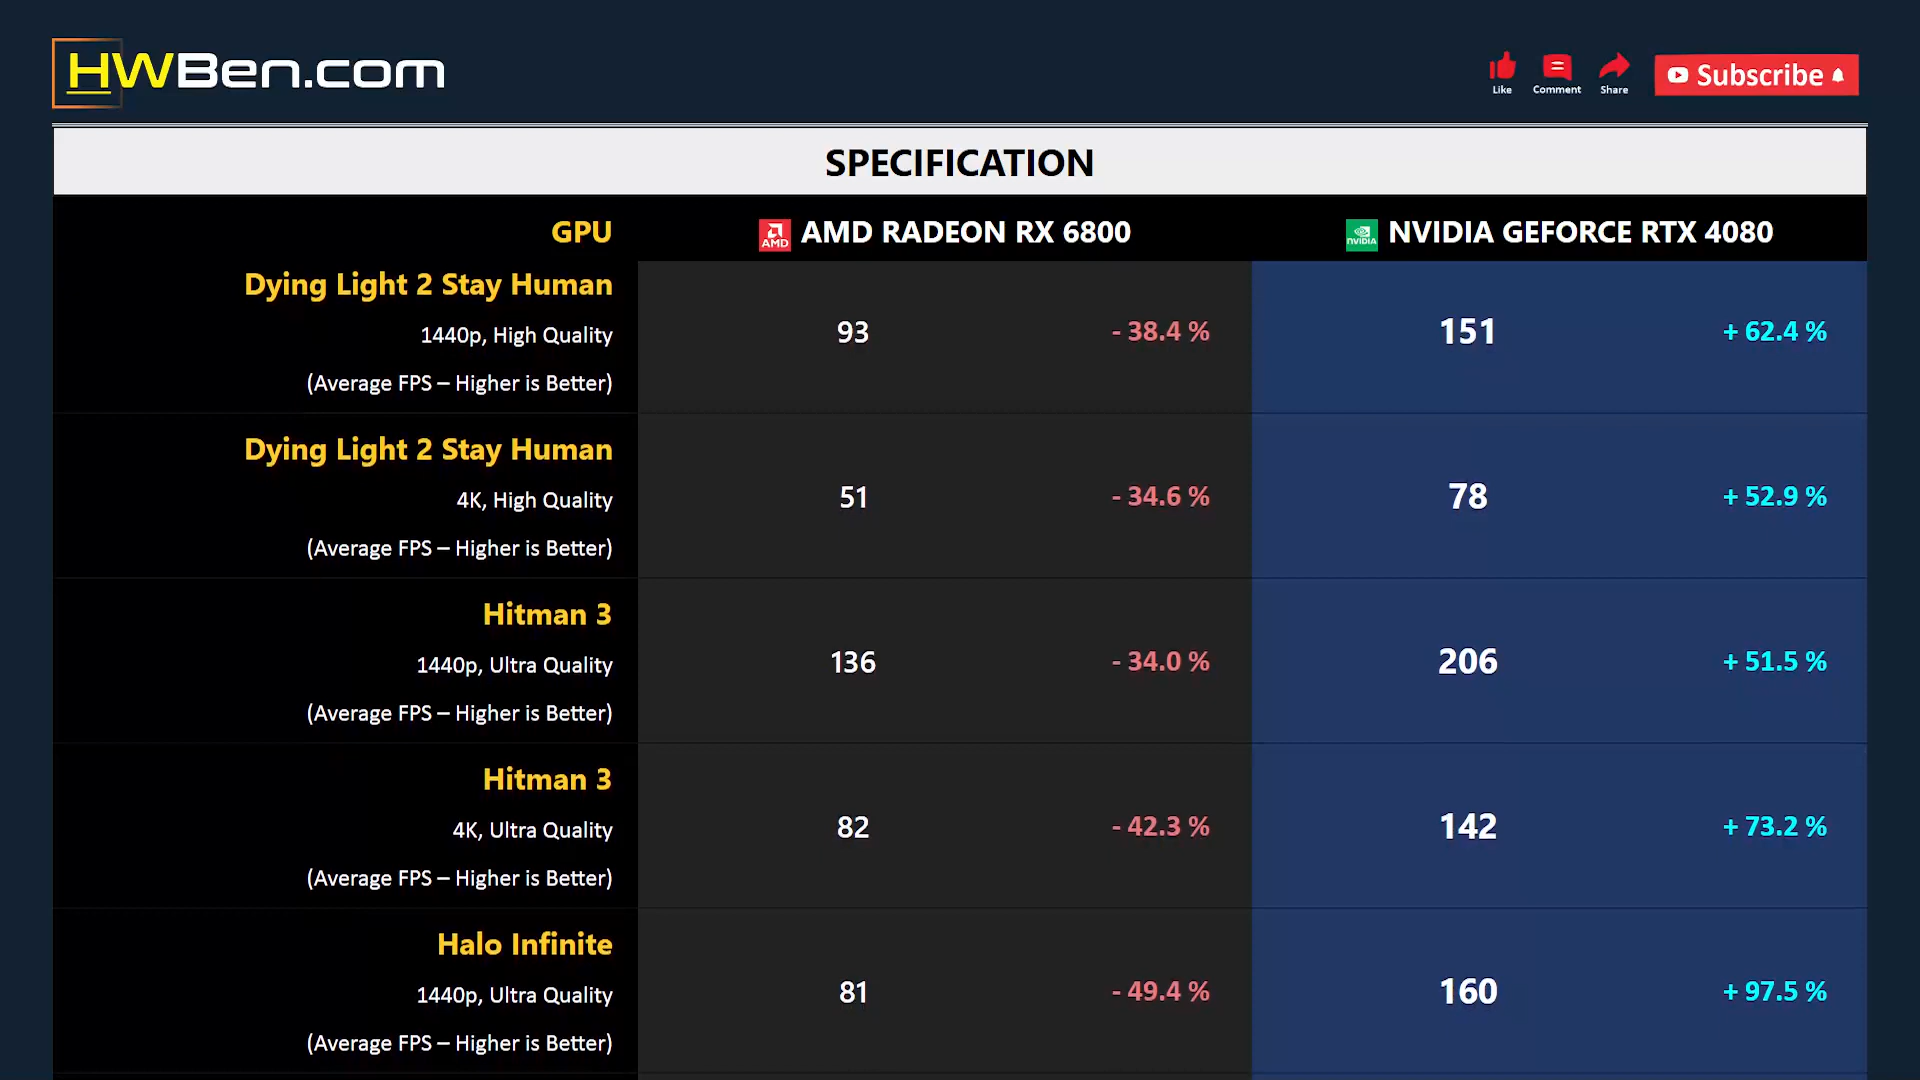 HWBen.com
Like
Comment
Share
Subscribe
SPECIFICATION
GPU
AMD
AMD RADEON RX 6800
NVIDIA
NVIDIA GEFORCE RTX 4080
Dying Light 2 Stay Human
1440p, High Quality
(Average FPS – Higher is Better)
93
- 38.4 %
151
+ 62.4 %
Dying Light 2 Stay Human
4K, High Quality
(Average FPS – Higher is Better)
51
- 34.6 %
78
+ 52.9 %
Hitman 3
1440p, Ultra Quality
(Average FPS – Higher is Better)
136
- 34.0 %
206
+ 51.5 %
Hitman 3
4K, Ultra Quality
(Average FPS – Higher is Better)
82
- 42.3 %
142
+ 73.2 %
Halo Infinite
1440p, Ultra Quality
(Average FPS – Higher is Better)
81
- 49.4 %
160
+ 97.5 %